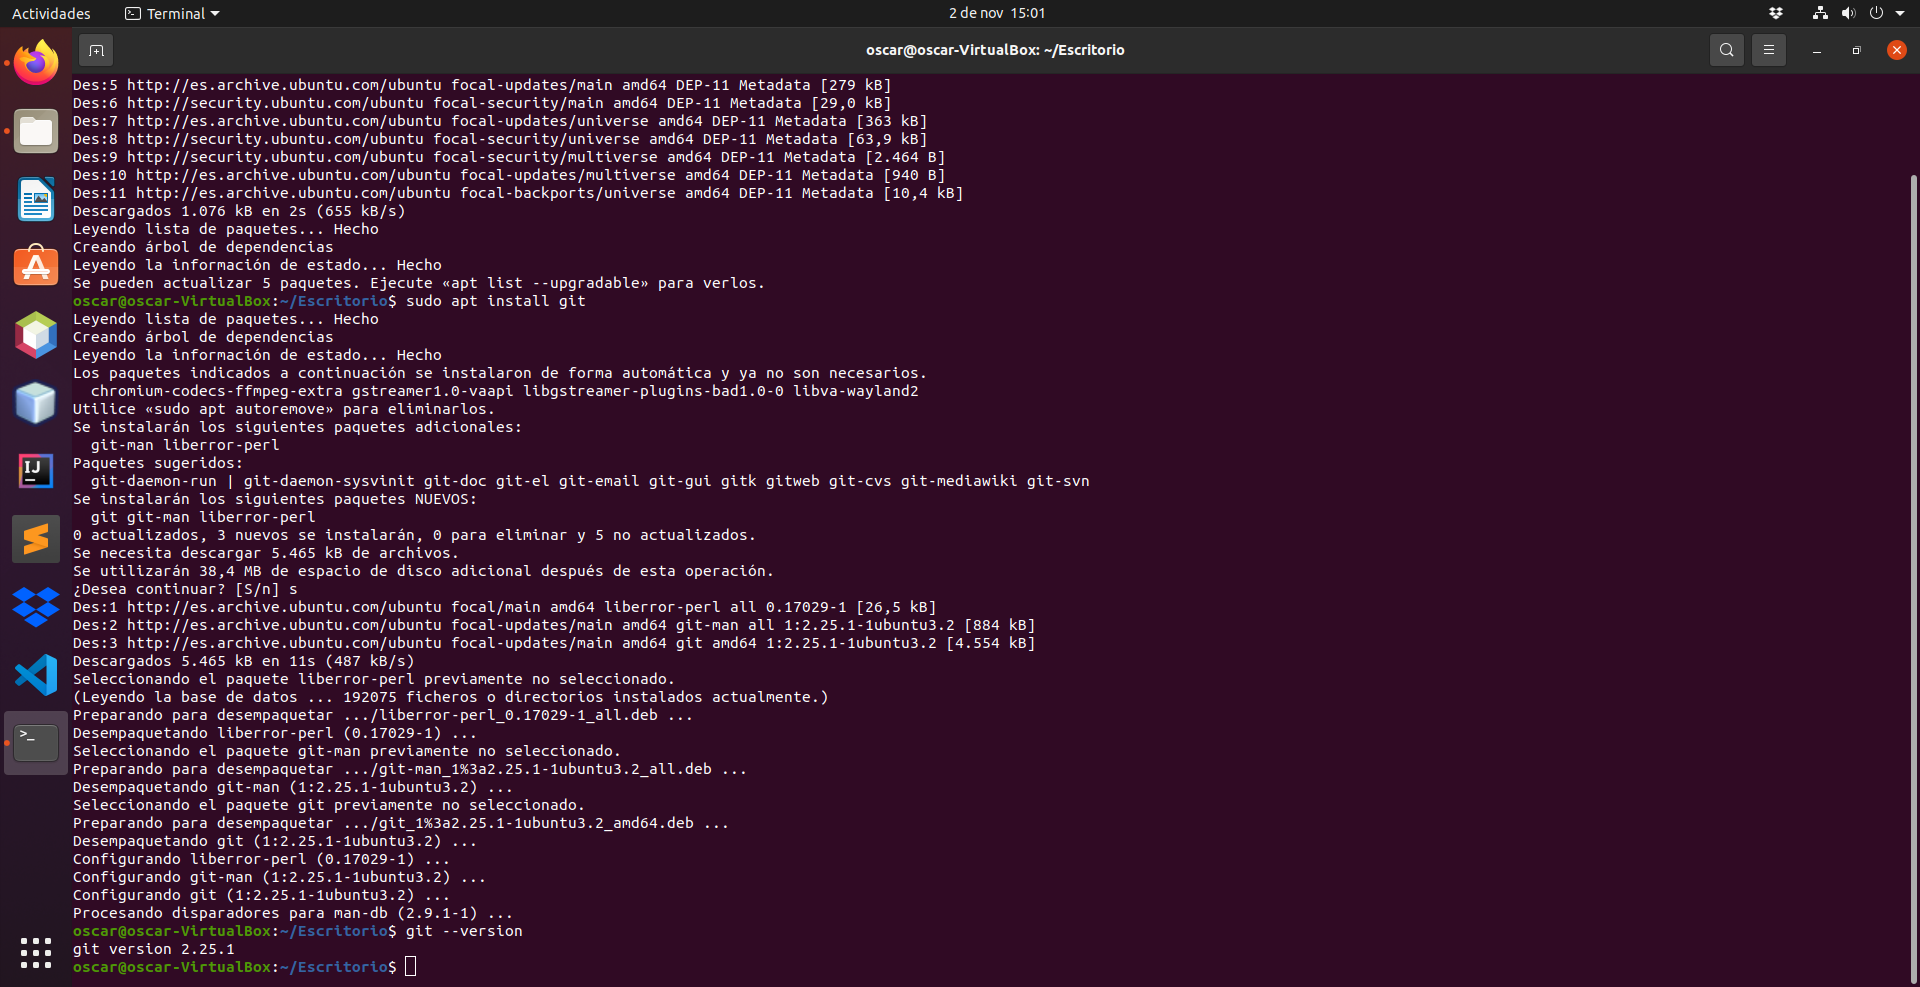 Actividades
Terminal
2 de nov  15:01
oscar@oscar-VirtualBox: ~/Escritorio
Des:5 http://es.archive.ubuntu.com/ubuntu focal-updates/main amd64 DEP-11 Metadata [279 kB]
Des:6 http://security.ubuntu.com/ubuntu focal-security/main amd64 DEP-11 Metadata [29,0 kB]
Des:7 http://es.archive.ubuntu.com/ubuntu focal-updates/universe amd64 DEP-11 Metadata [363 kB]
Des:8 http://security.ubuntu.com/ubuntu focal-security/universe amd64 DEP-11 Metadata [63,9 kB]
Des:9 http://security.ubuntu.com/ubuntu focal-security/multiverse amd64 DEP-11 Metadata [2.464 B]
Des:10 http://es.archive.ubuntu.com/ubuntu focal-updates/multiverse amd64 DEP-11 Metadata [940 B]
Des:11 http://es.archive.ubuntu.com/ubuntu focal-backports/universe amd64 DEP-11 Metadata [10,4 kB]
Descargados 1.076 kB en 2s (655 kB/s)
Leyendo lista de paquetes... Hecho
Creando árbol de dependencias
Leyendo la información de estado... Hecho
Se pueden actualizar 5 paquetes. Ejecute «apt list --upgradable» para verlos.
oscar@oscar-VirtualBox:~/Escritorio$ sudo apt install git
Leyendo lista de paquetes... Hecho
Creando árbol de dependencias
Leyendo la información de estado... Hecho
Los paquetes indicados a continuación se instalaron de forma automática y ya no son necesarios.
  chromium-codecs-ffmpeg-extra gstreamer1.0-vaapi libgstreamer-plugins-bad1.0-0 libva-wayland2
Utilice «sudo apt autoremove» para eliminarlos.
Se instalarán los siguientes paquetes adicionales:
  git-man liberror-perl
Paquetes sugeridos:
  git-daemon-run | git-daemon-sysvinit git-doc git-el git-email git-gui gitk gitweb git-cvs git-mediawiki git-svn
Se instalarán los siguientes paquetes NUEVOS:
  git git-man liberror-perl
0 actualizados, 3 nuevos se instalarán, 0 para eliminar y 5 no actualizados.
Se necesita descargar 5.465 kB de archivos.
Se utilizarán 38,4 MB de espacio de disco adicional después de esta operación.
¿Desea continuar? [S/n] s
Des:1 http://es.archive.ubuntu.com/ubuntu focal/main amd64 liberror-perl all 0.17029-1 [26,5 kB]
Des:2 http://es.archive.ubuntu.com/ubuntu focal-updates/main amd64 git-man all 1:2.25.1-1ubuntu3.2 [884 kB]
Des:3 http://es.archive.ubuntu.com/ubuntu focal-updates/main amd64 git amd64 1:2.25.1-1ubuntu3.2 [4.554 kB]
Descargados 5.465 kB en 11s (487 kB/s)
Seleccionando el paquete liberror-perl previamente no seleccionado.
(Leyendo la base de datos ... 192075 ficheros o directorios instalados actualmente.)
Preparando para desempaquetar .../liberror-perl_0.17029-1_all.deb ...
Desempaquetando liberror-perl (0.17029-1) ...
Seleccionando el paquete git-man previamente no seleccionado.
Preparando para desempaquetar .../git-man_1%3a2.25.1-1ubuntu3.2_all.deb ...
Desempaquetando git-man (1:2.25.1-1ubuntu3.2) ...
Seleccionando el paquete git previamente no seleccionado.
Preparando para desempaquetar .../git_1%3a2.25.1-1ubuntu3.2_amd64.deb ...
Desempaquetando git (1:2.25.1-1ubuntu3.2) ...
Configurando liberror-perl (0.17029-1) ...
Configurando git-man (1:2.25.1-1ubuntu3.2) ...
Configurando git (1:2.25.1-1ubuntu3.2) ...
Procesando disparadores para man-db (2.9.1-1) ...
oscar@oscar-VirtualBox:~/Escritorio$ git --version
git version 2.25.1
oscar@oscar-VirtualBox:~/Escritorio$
IJ
>_